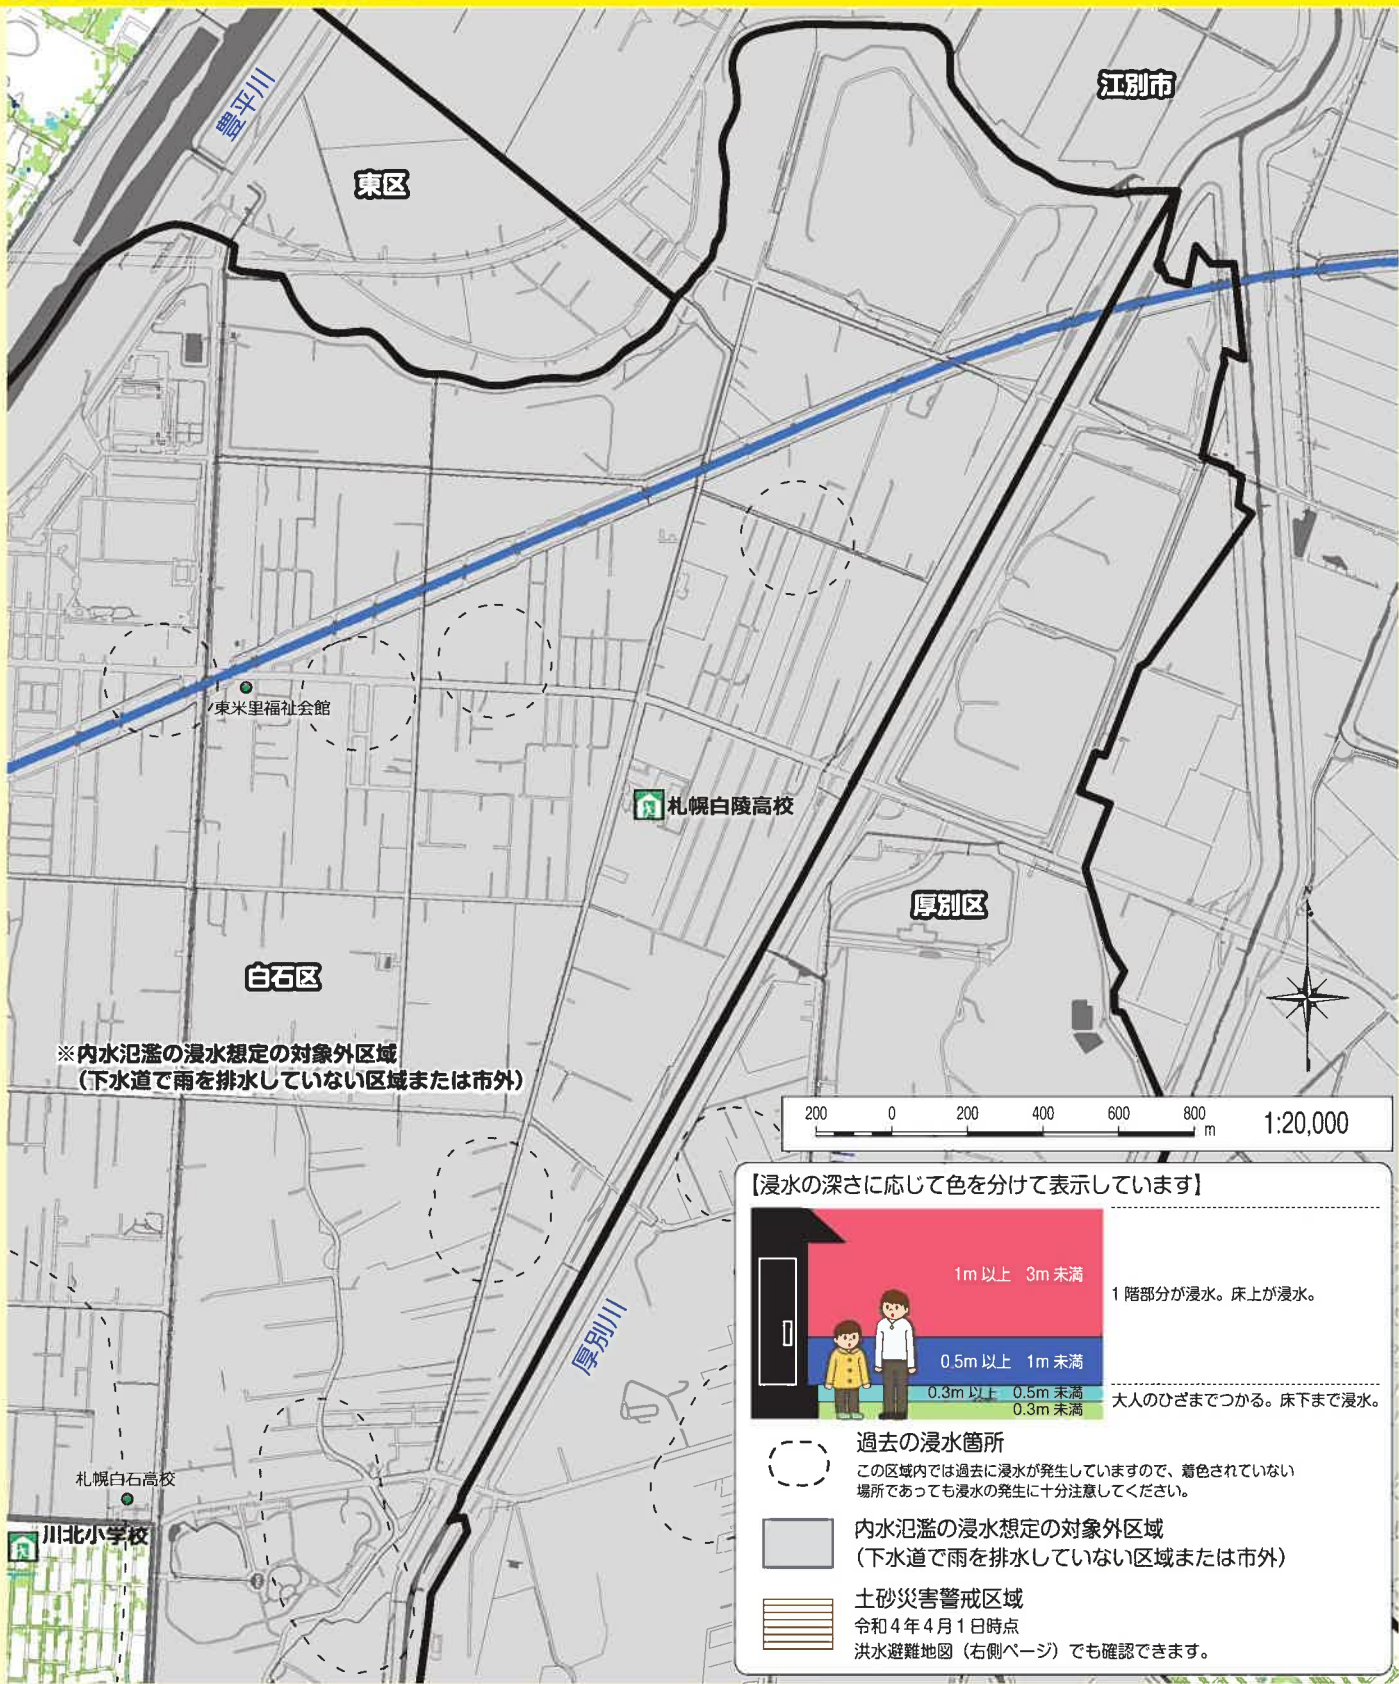 江別市
豊平川
東区
東米里福祉会館
札幌白陵高校
厚別区
白石区
※内水氾濫の浸水想定の対象外区域
（下水道で雨を排水していない区域または市外）
200 0 200 400 600 800 m 1:20,000
厚別川
札幌白石高校
川北小学校
【浸水の深さに応じて色を分けて表示しています】
1m 以上 3m 未満
1 階部分が浸水。床上が浸水。
0.5m 以上 1m 未満
0.3m 以上 0.5m 未満
大人のひざまでつかる。床下まで浸水。
0.3m 未満
過去の浸水箇所
この区域内では過去に浸水が発生していますので、着色されていない
場所であっても浸水の発生に十分注意してください。
内水氾濫の浸水想定の対象外区域
（下水道で雨を排水していない区域または市外）
土砂災害警戒区域
令和４年４月１日時点
洪水避難地図（右側ページ）でも確認できます。